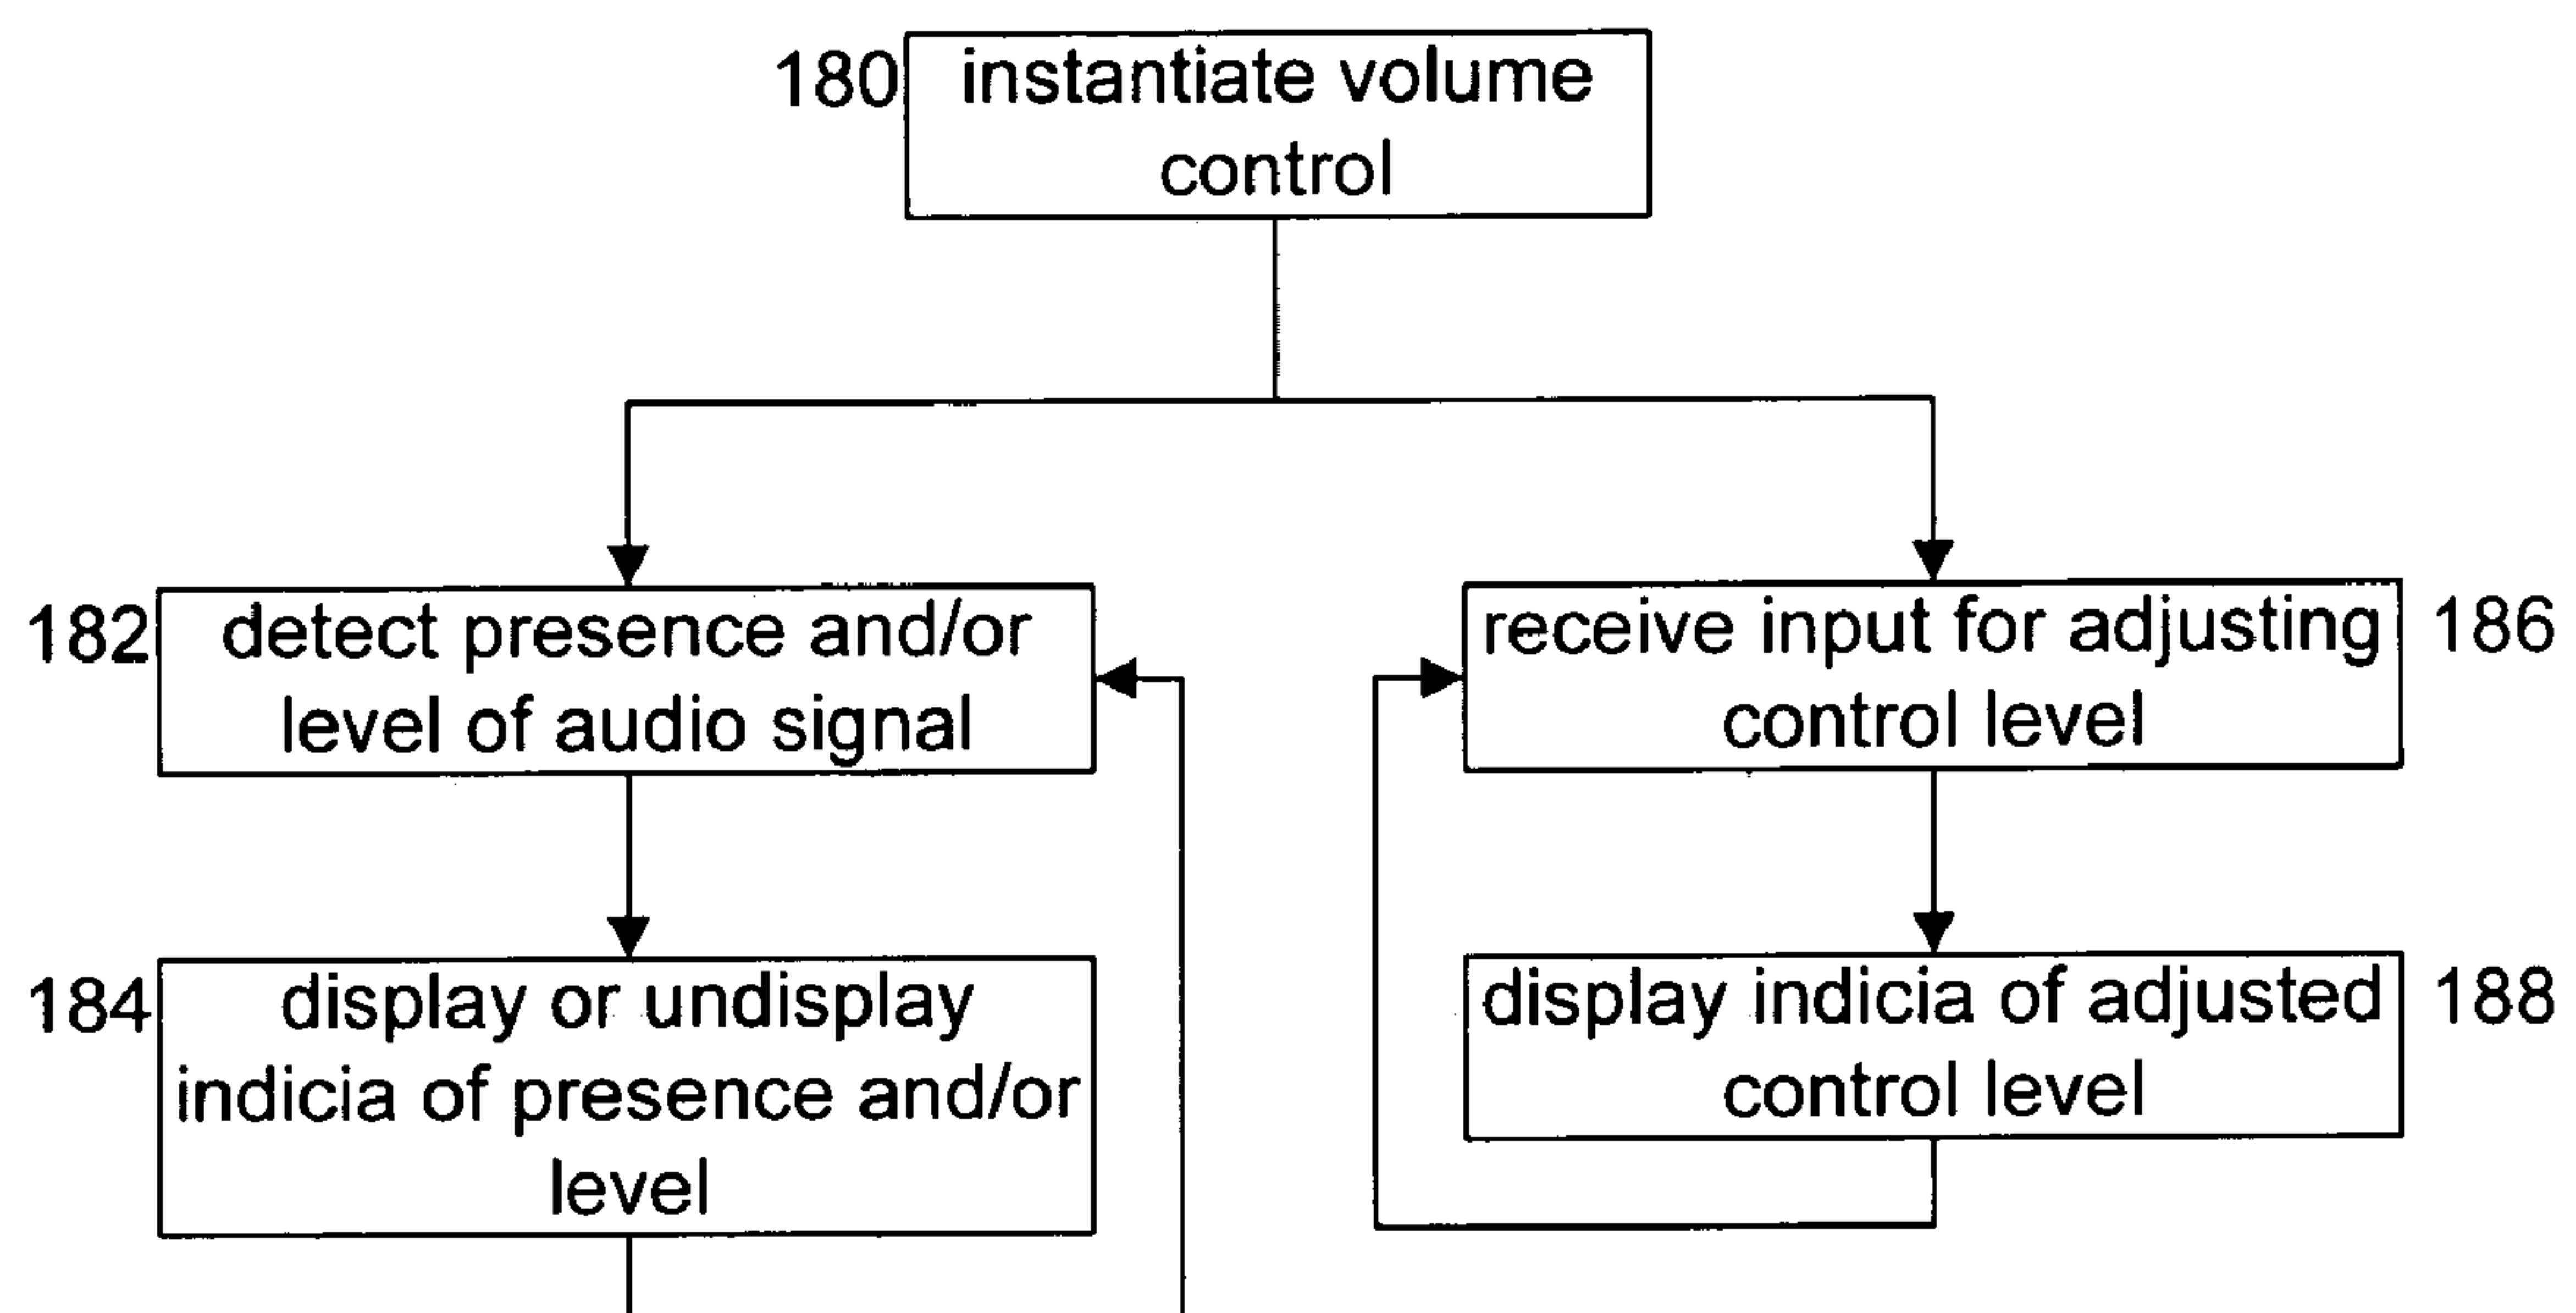 180
instantiate volume
control
182
detect presence and/or
level of audio signal
186
receive input for adjusting
control level
184
display or undisplay
indicia of presence and/or
level
188
display indicia of adjusted
control level